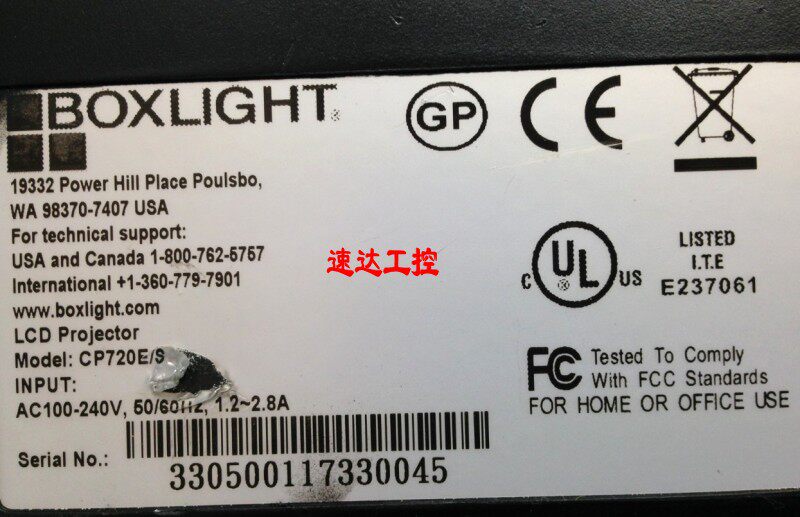 BOXLIGHT®
GP
CE
19332 Power Hill Place Poulsbo,
WA 98370-7407 USA
For technical support:
USA and Canada 1-800-762-5757
International +1-360-779-7901
www.boxlight.com
LCD Projector
Model: CP720E/S
INPUT:
AC100-240V, 50/60Hz, 1.2~2.8A
Serial No.:
330500117330045
速达工控
C UL US
LISTED
I.T.E
E237061
FC Tested To Comply
With FCC Standards
FOR HOME OR OFFICE USE